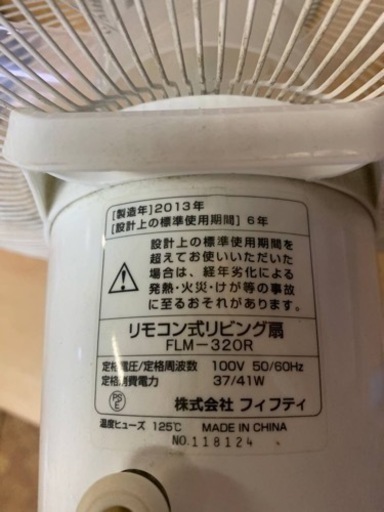 [製造年]2013年
[設計上の標準使用期間] 6年
設計上の標準使用期間を
超えてお使いいただいた
場合は、経年劣化による
発熱・火災・けが等の事故
に至るおそれがあります。
リモコン式リビング扇
FLM-320R
定格電圧/定格周波数 100V 50/60Hz
定格消費電力 37/41W
PSE 株式会社 フィフティ
温度ヒューズ 125℃ MADE IN CHINA
NO.118124